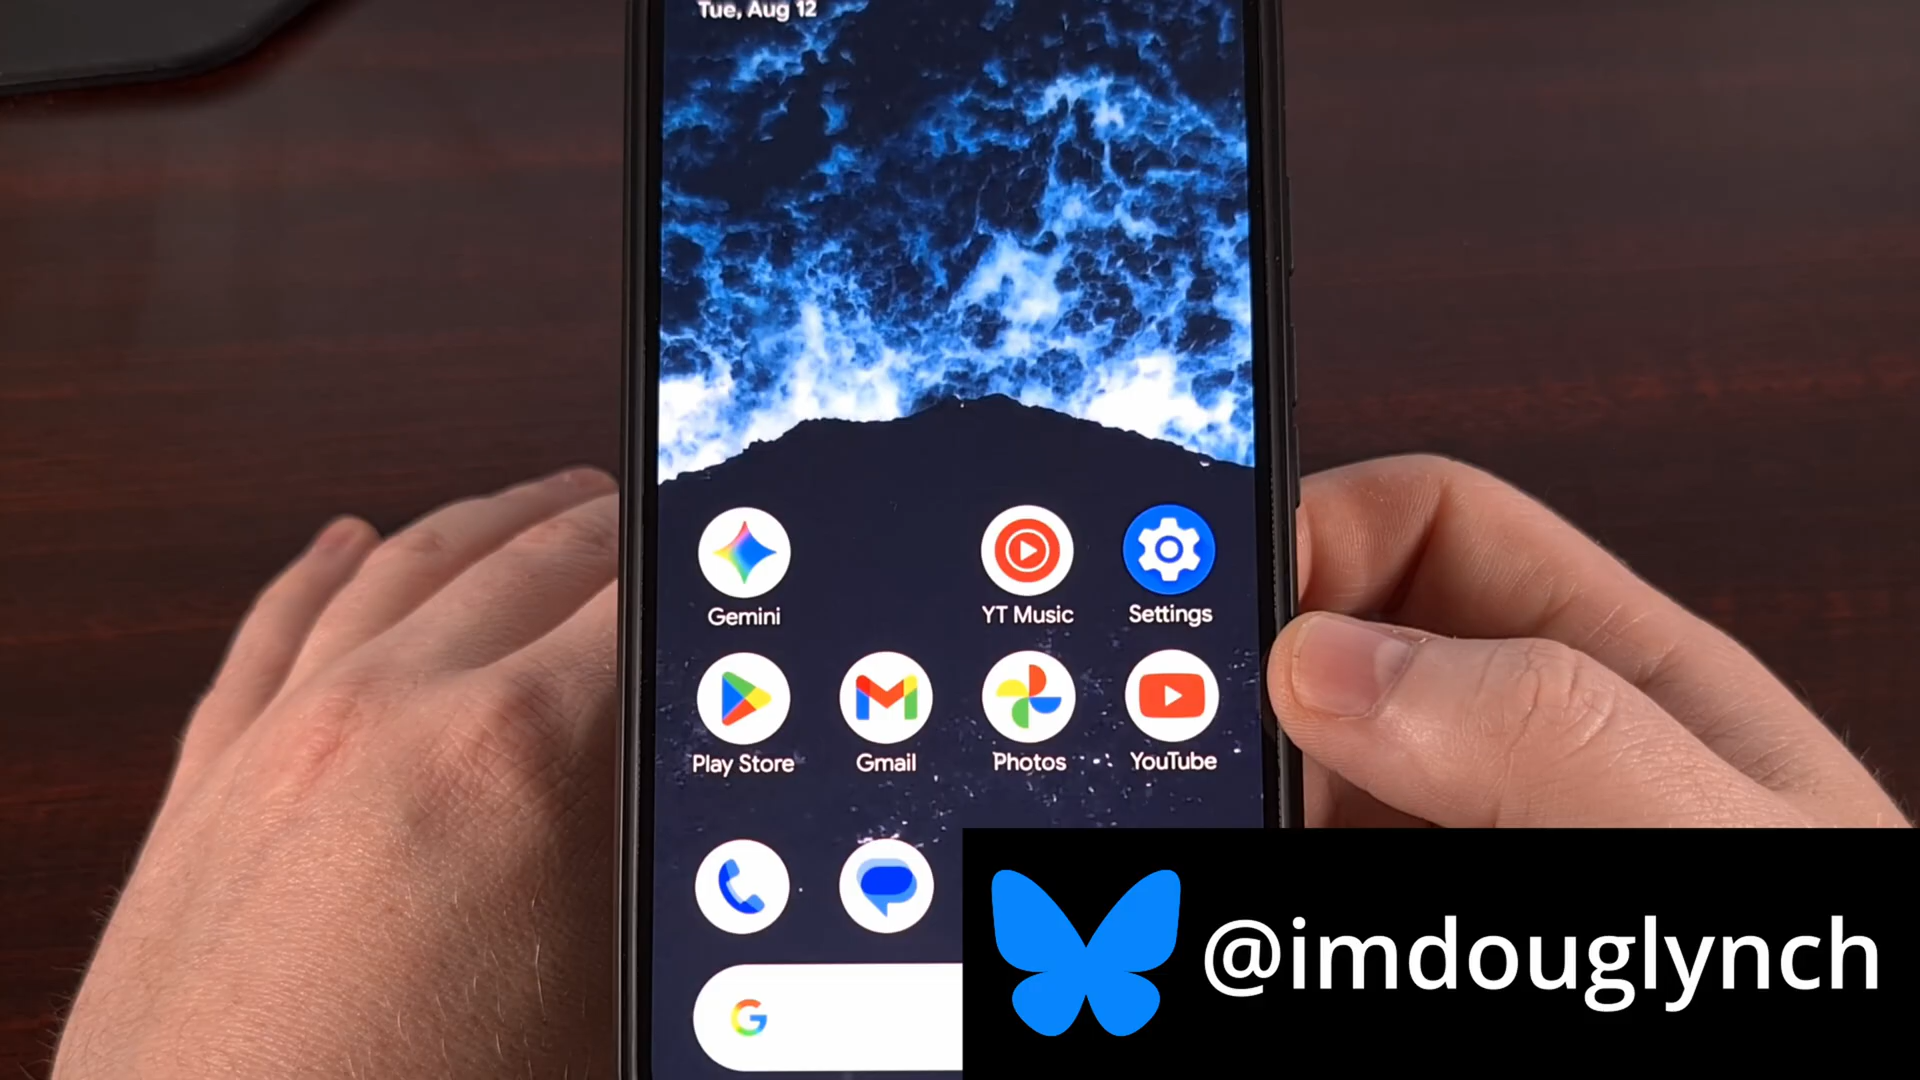 Tue, Aug 12
Gemini
YT Music
Settings
Play Store
Gmail
Photos
YouTube
G
@imdouglynch